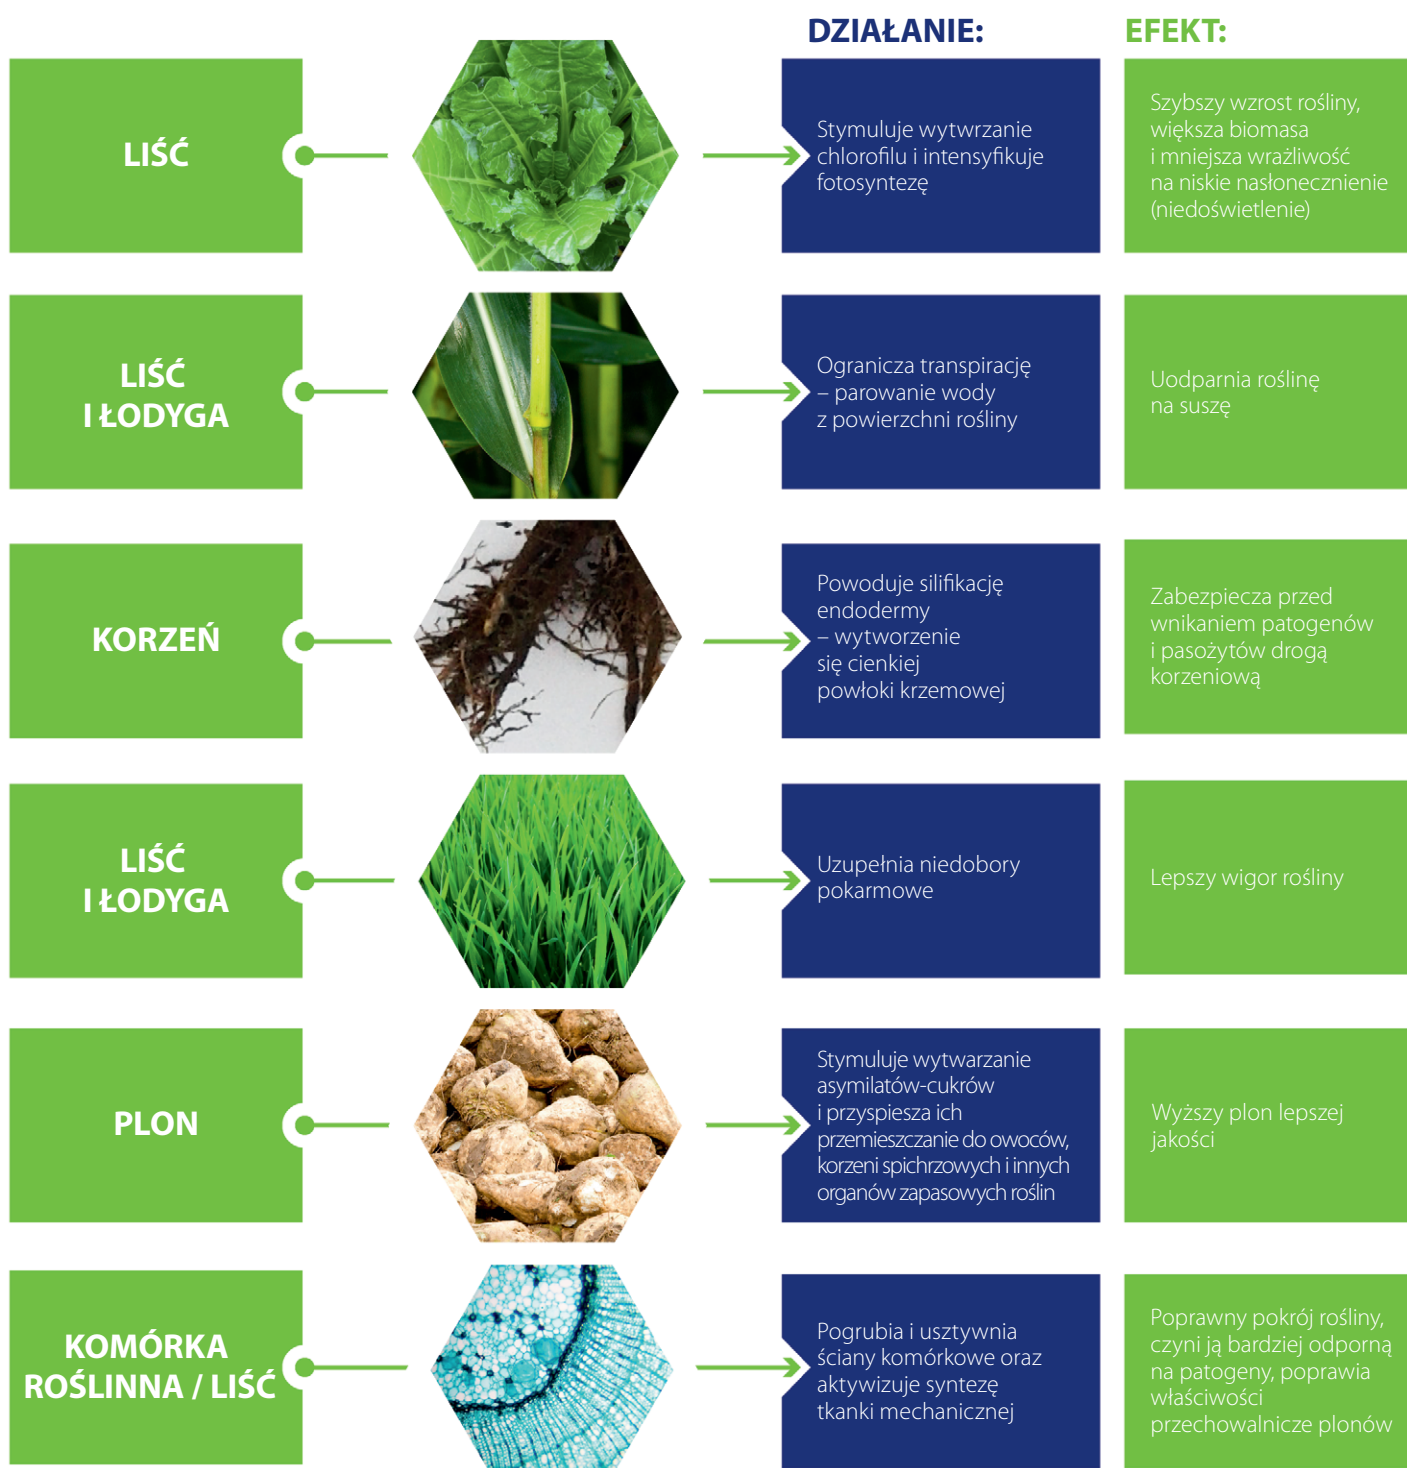 DZIAŁANIE:
EFEKT:
LIŚĆ
Stymuluje wytwrzanie
chlorofilu i intensyfikuje
fotosyntezę
Szybszy wzrost rośliny,
większa biomasa
i mniejsza wrażliwość
na niskie nasłonecznienie
(niedoświetlenie)
LIŚĆ
I ŁODYGA
Ogranicza transpirację
– parowanie wody
z powierzchni rośliny
Uodparnia roślinę
na suszę
KORZEŃ
Powoduje silifikację
endodermy
– wytworzenie
się cienkiej
powłoki krzemowej
Zabezpiecza przed
wnikaniem patogenów
i pasożytów drogą
korzeniową
LIŚĆ
I ŁODYGA
Uzupełnia niedobory
pokarmowe
Lepszy wigor rośliny
PLON
Stymuluje wytwarzanie
asymilatów-cukrów
i przyspiesza ich
przemieszczanie do owoców,
korzeni spichrzowych i innych
organów zapasowych roślin
Wyższy plon lepszej
jakości
KOMÓRKA
ROŚLINNA / LIŚĆ
Pogrubia i usztywnia
ściany komórkowe oraz
aktywizuje syntezę
tkanki mechanicznej
Poprawny pokrój rośliny,
czyni ją bardziej odporną
na patogeny, poprawia
właściwości
przechowalnicze plonów